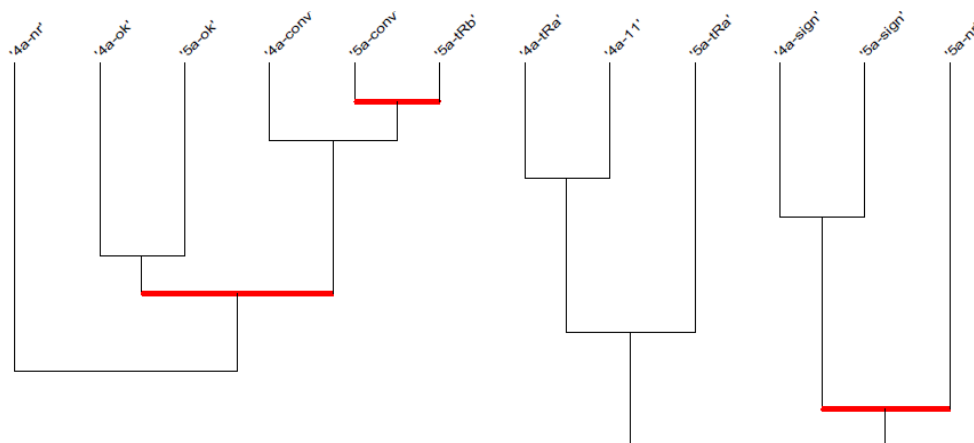 '4a-nr'
'4a-ok'
'5a-ok'
'4a-conv
'5a-conv
'5a-tRb'
'4a-tRa'
'4a-11'
'5a-tRa'
'4a-sign'
'5a-sign'